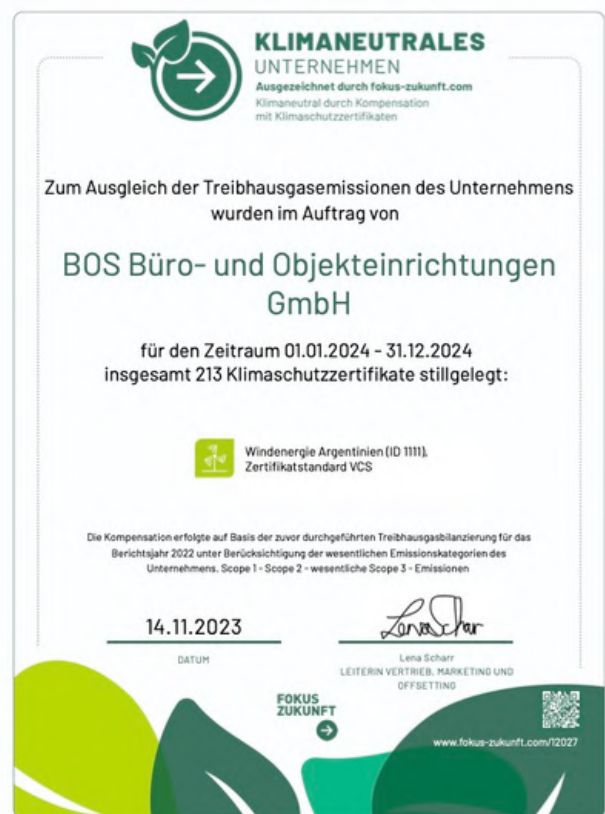 KLIMANEUTRALES
UNTERNEHMEN
Ausgezeichnet durch fokus-zukunft.com
Klimaneutral durch Kompensation
mit Klimaschutzzertifikaten
Zum Ausgleich der Treibhausgasemissionen des Unternehmens
wurden im Auftrag von
BOS Büro- und Objekteinrichtungen
GmbH
für den Zeitraum 01.01.2024 - 31.12.2024
insgesamt 213 Klimaschutzzertifikate stillgelegt:
Windenergie Argentinien (ID 1111),
Zertifikatstandard VCS
Die Kompensation erfolgte auf Basis der zuvor durchgeführten Treibhausgasbilanzierung für das
Berichtsjahr 2022 unter Berücksichtigung der wesentlichen Emissionskategorien des
Unternehmens. Scope 1 - Scope 2 - wesentliche Scope 3 - Emissionen
14.11.2023
DATUM
Lena Scharr
Lena Scharr
LEITERIN VERTRIEB, MARKETING UND
OFFSETTING
FOKUS
ZUKUNFT
www.fokus-zukunft.com/12027